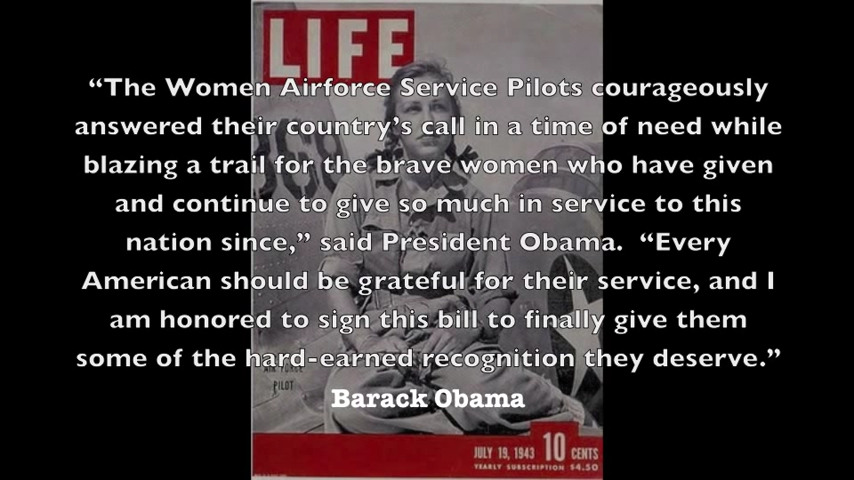 LIFE
“The Women Airforce Service Pilots courageously
answered their country’s call in a time of need while
blazing a trail for the brave women who have given
and continue to give so much in service to this
nation since,” said President Obama. “Every
American should be grateful for their service, and I
am honored to sign this bill to finally give them
some of the hard-earned recognition they deserve.”
AIR FORCE
PILOT
Barack Obama
JULY 19, 1943 10 CENTS
YEARLY SUBSCRIPTION $4.50